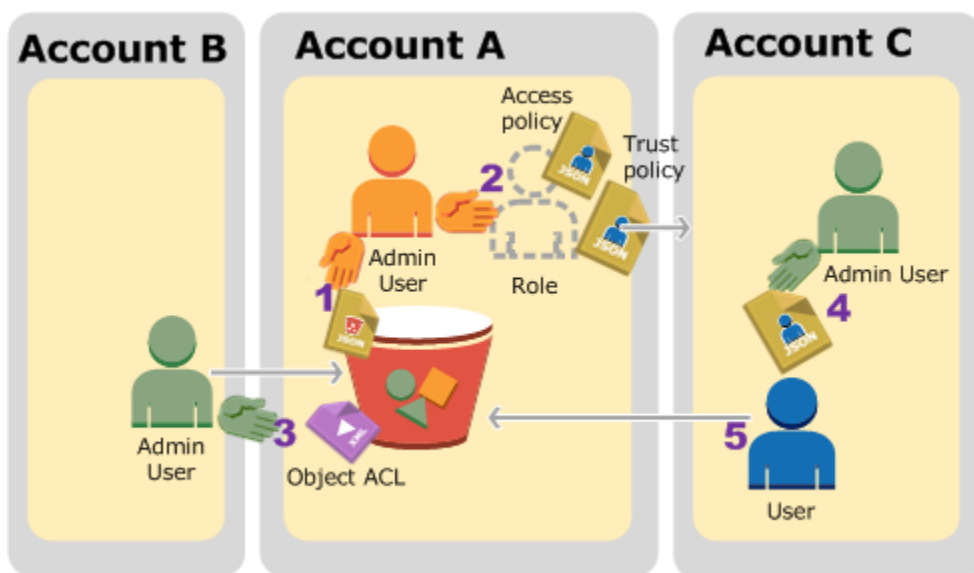 Account B
Account A
Account C
Access
policy
Trust
policy
2
JSON
JSON
Admin
User
Role
Admin User
1
JSON
4
JSON
3
XML
Admin
User
Object ACL
5
User